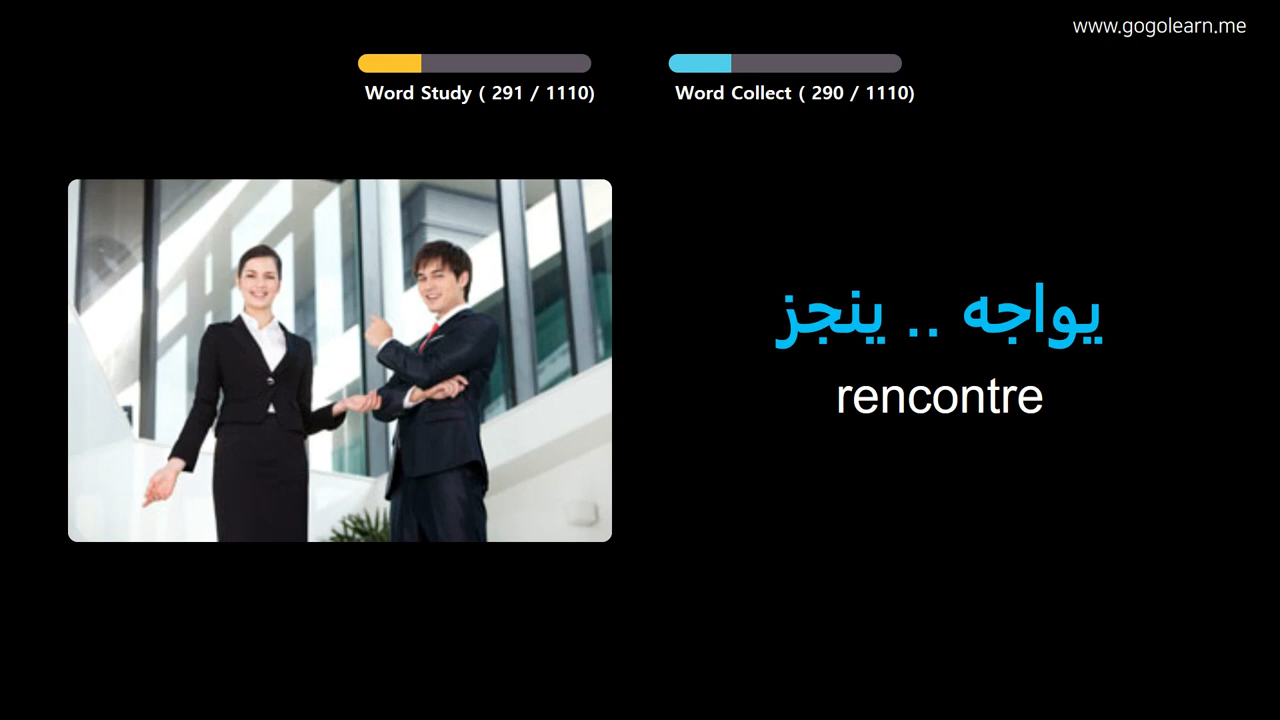 www.gogolearn.me
Word Study ( 291 / 1110)
Word Collect ( 290 / 1110)
يواجه .. ينجز
rencontre